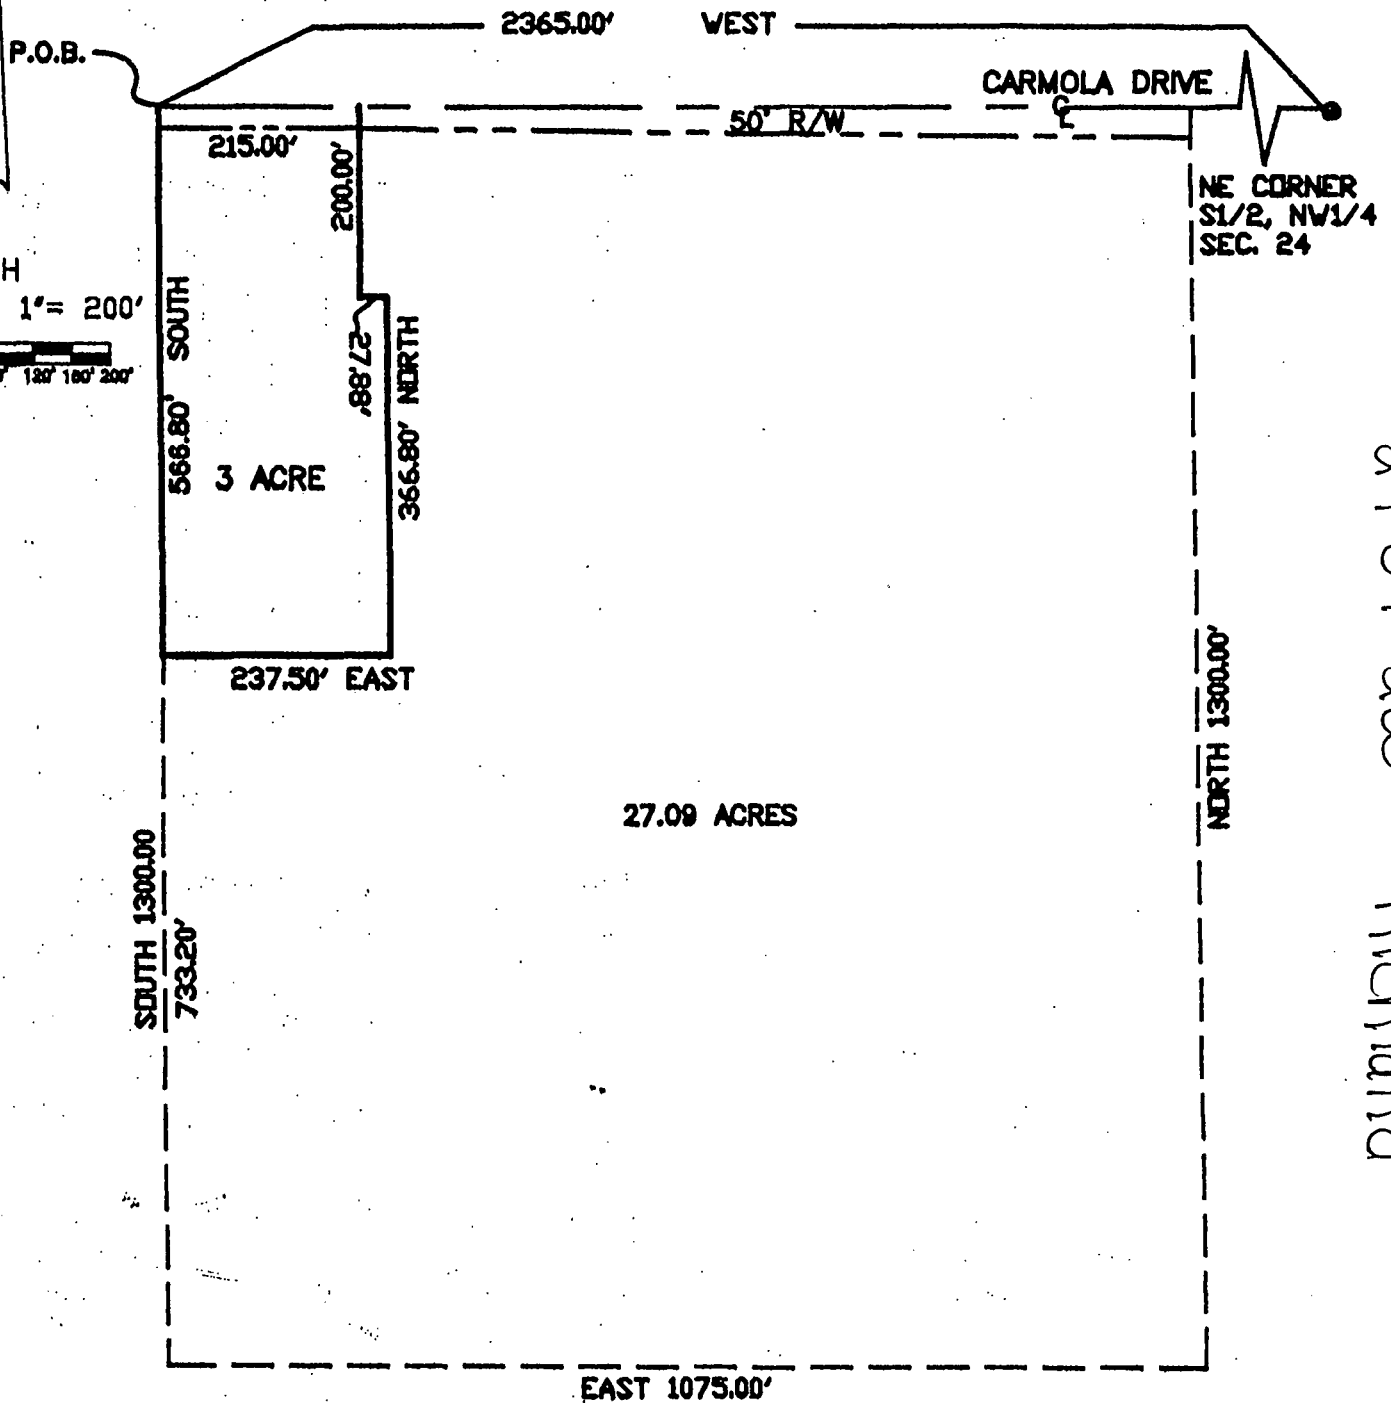 2365.00' WEST
P.O.B.
CARMOLA DRIVE
℄
50' R/W
215.00'
200.00'
NE CORNER
S1/2, NW1/4
SEC. 24
H
1"= 200'
120' 160' 200'
566.80' SOUTH
27.88'
366.80' NORTH
3 ACRE
237.50' EAST
NORTH 1300.00'
27.09 ACRES
SOUTH 1300.00
733.20'
EAST 1075.00'